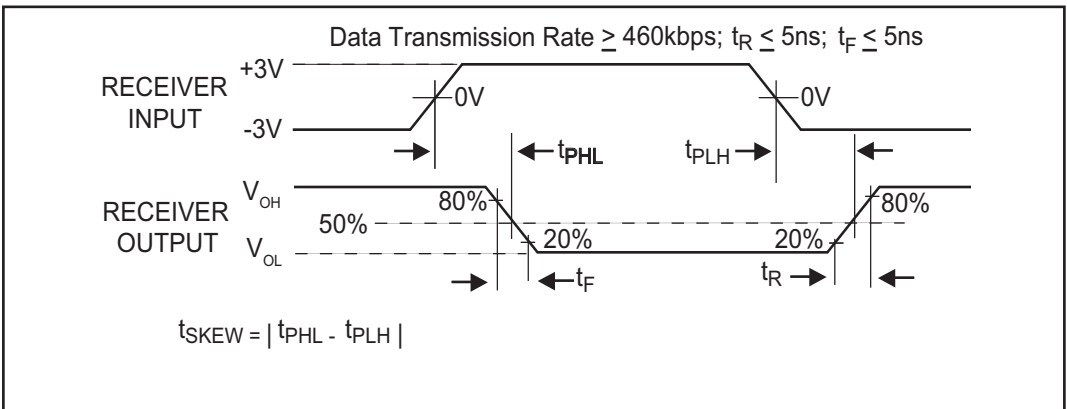 Data Transmission Rate ≥ 460kbps; tR ≤ 5ns; tF ≤ 5ns
+3V
RECEIVER
INPUT
0V
0V
-3V
tPHL
tPLH
VOH
80%
80%
RECEIVER
OUTPUT
50%
20%
20%
VOL
tF
tR
tSKEW = | tPHL - tPLH |